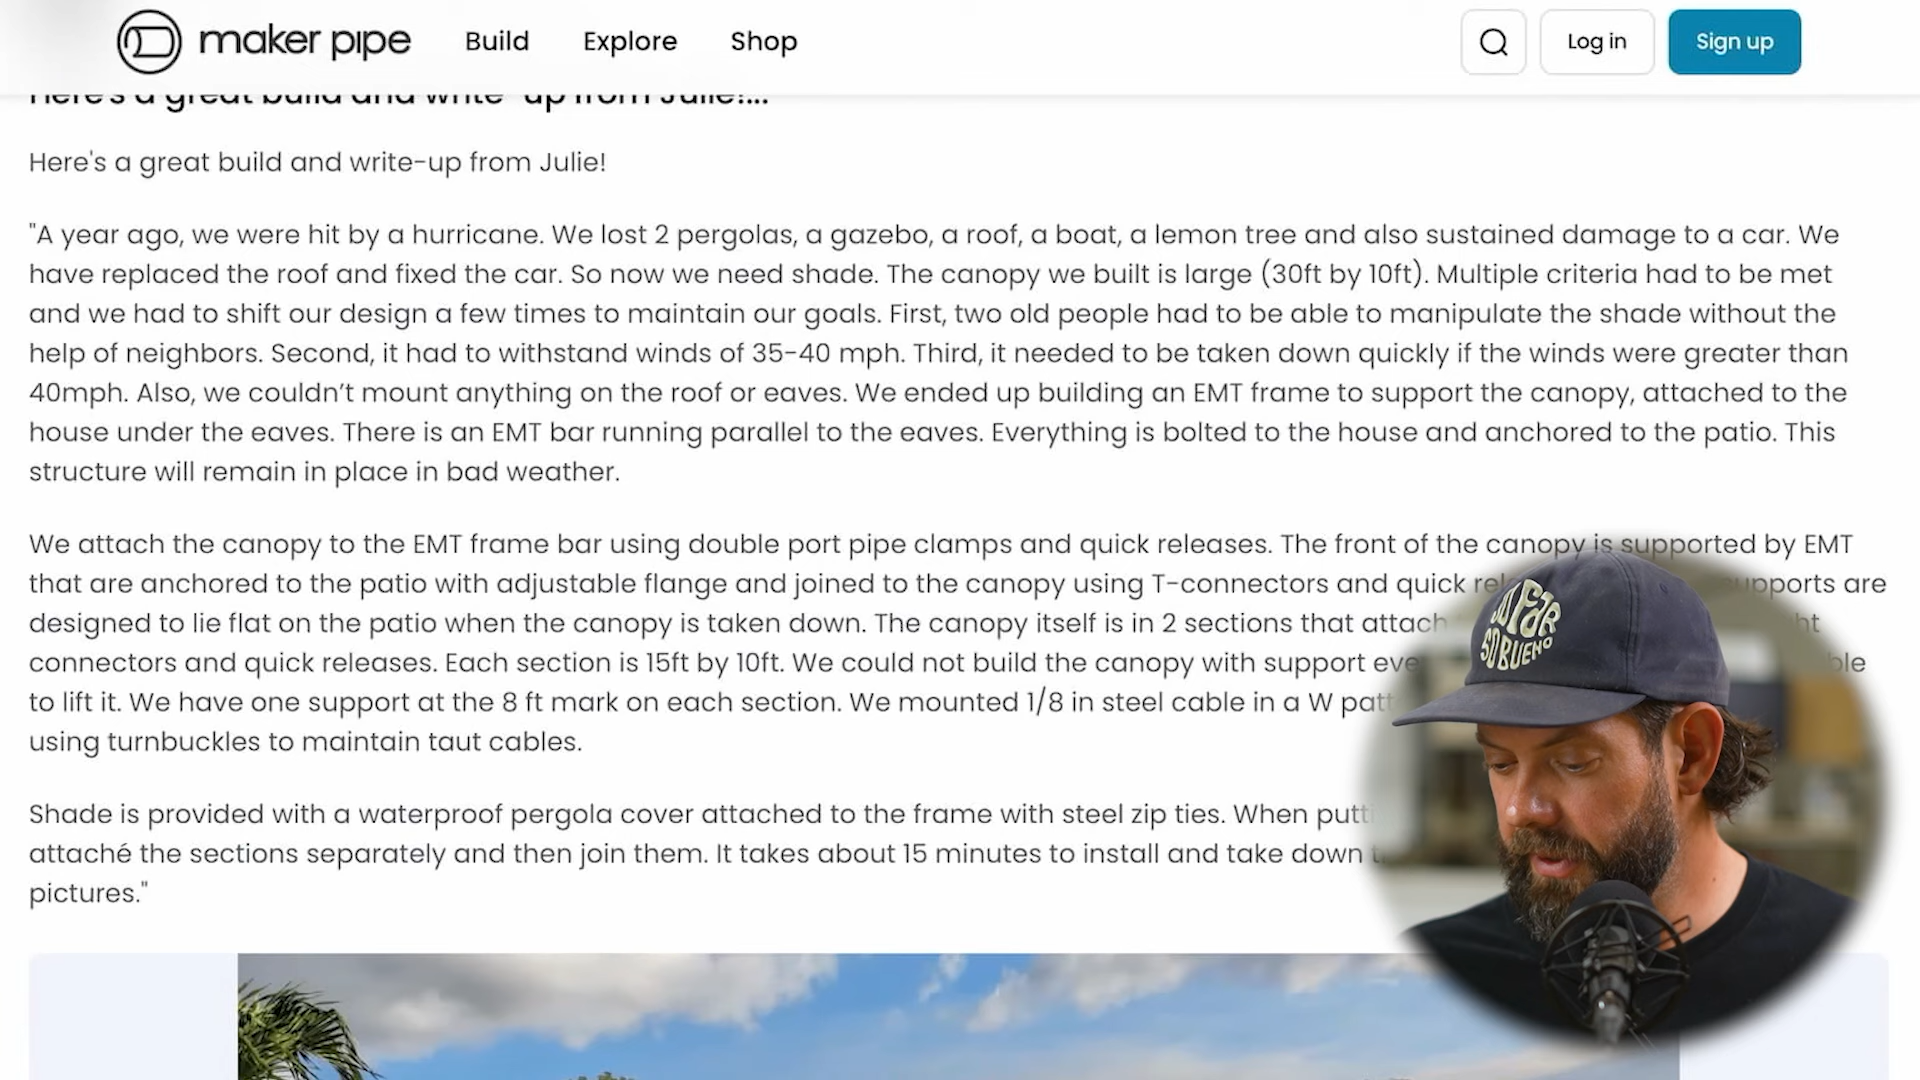 maker pipe Build Explore Shop Log in Sign up
Here's a great build and write-up from Julie!...
Here's a great build and write-up from Julie!
"A year ago, we were hit by a hurricane. We lost 2 pergolas, a gazebo, a roof, a boat, a lemon tree and also sustained damage to a car. We
have replaced the roof and fixed the car. So now we need shade. The canopy we built is large (30ft by 10ft). Multiple criteria had to be met
and we had to shift our design a few times to maintain our goals. First, two old people had to be able to manipulate the shade without the
help of neighbors. Second, it had to withstand winds of 35-40 mph. Third, it needed to be taken down quickly if the winds were greater than
40mph. Also, we couldn’t mount anything on the roof or eaves. We ended up building an EMT frame to support the canopy, attached to the
house under the eaves. There is an EMT bar running parallel to the eaves. Everything is bolted to the house and anchored to the patio. This
structure will remain in place in bad weather.
We attach the canopy to the EMT frame bar using double port pipe clamps and quick releases. The front of the canopy is supported by EMT
that are anchored to the patio with adjustable flange and joined to the canopy using T-connectors and quick supports are
designed to lie flat on the patio when the canopy is taken down. The canopy itself is in 2 sections that attach
connectors and quick releases. Each section is 15ft by 10ft. We could not build the canopy with support
to lift it. We have one support at the 8 ft mark on each section. We mounted 1/8 in steel cable in a W
using turnbuckles to maintain taut cables.
Shade is provided with a waterproof pergola cover attached to the frame with steel zip ties. When
attaché the sections separately and then join them. It takes about 15 minutes to install and take down
pictures."
SO FAR
SO BUENO